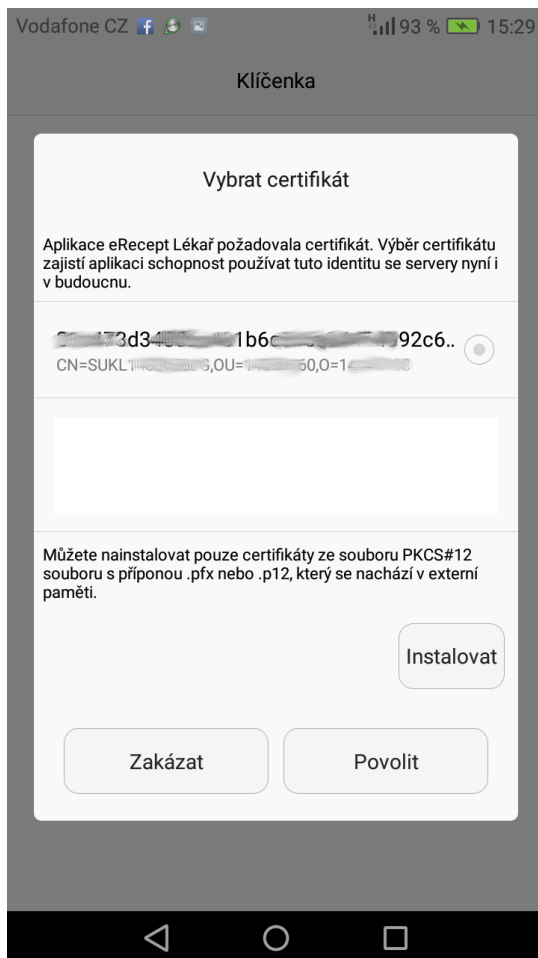 Vodafone CZ H 93 % 15:29
Klíčenka
Vybrat certifikát
Aplikace eRecept Lékař požadovala certifikát. Výběr certifikátu
zajistí aplikaci schopnost používat tuto identitu se servery nyní i
v budoucnu.
CN=SUKL
Můžete nainstalovat pouze certifikáty ze souboru PKCS#12
souboru s příponou .pfx nebo .p12, který se nachází v externí
paměti.
Instalovat
Zakázat Povolit